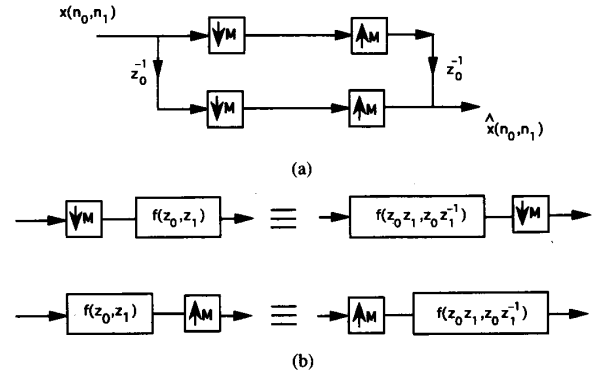 x(n₀,n₁)
↓M
↑M
z₀⁻¹
z₀⁻¹
↓M
↑M
x̂(n₀,n₁)
(a)
↓M f(z₀,z₁) ≡ f(z₀z₁,z₀z₁⁻¹) ↓M
f(z₀,z₁) ↑M ≡ ↑M f(z₀z₁,z₀z₁⁻¹)
(b)